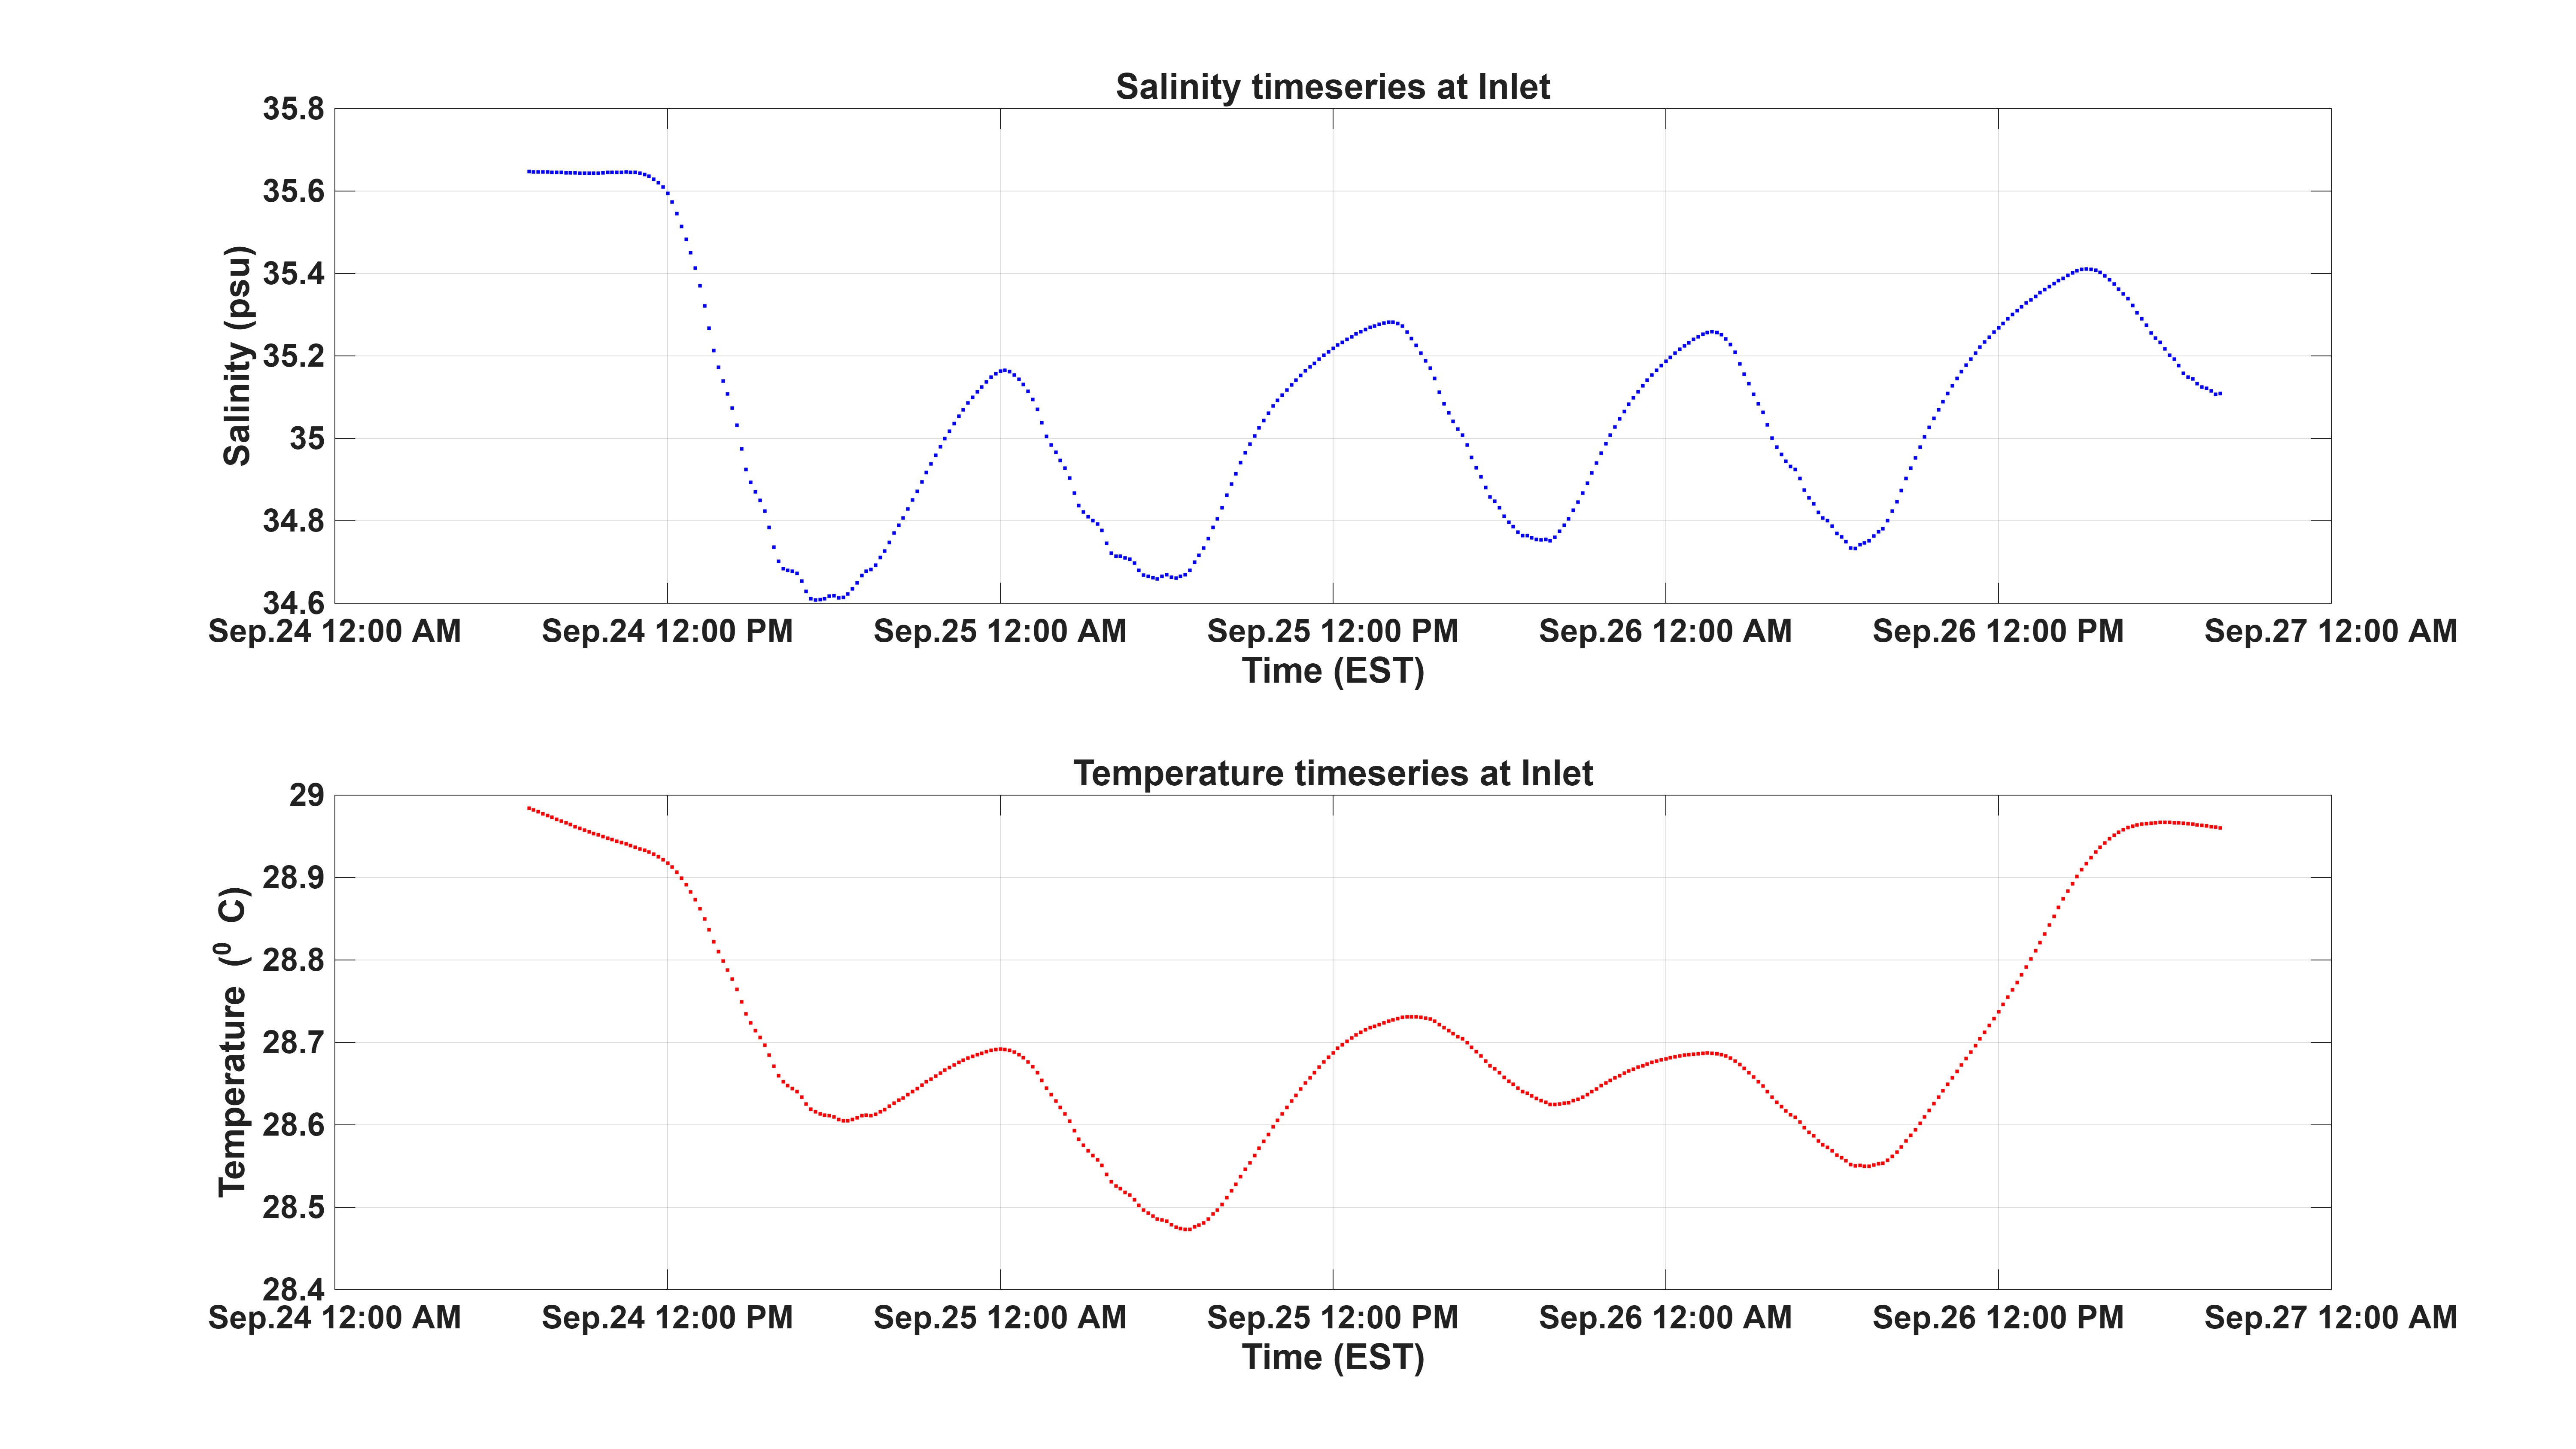 Salinity timeseries at Inlet
35.8
35.6
35.4
35.2
35
34.8
34.6
Salinity (psu)
Sep.24 12:00 AM Sep.24 12:00 PM Sep.25 12:00 AM Sep.25 12:00 PM Sep.26 12:00 AM Sep.26 12:00 PM Sep.27 12:00 AM
Time (EST)
Temperature timeseries at Inlet
29
28.9
28.8
28.7
28.6
28.5
28.4
Temperature (⁰ C)
Sep.24 12:00 AM Sep.24 12:00 PM Sep.25 12:00 AM Sep.25 12:00 PM Sep.26 12:00 AM Sep.26 12:00 PM Sep.27 12:00 AM
Time (EST)